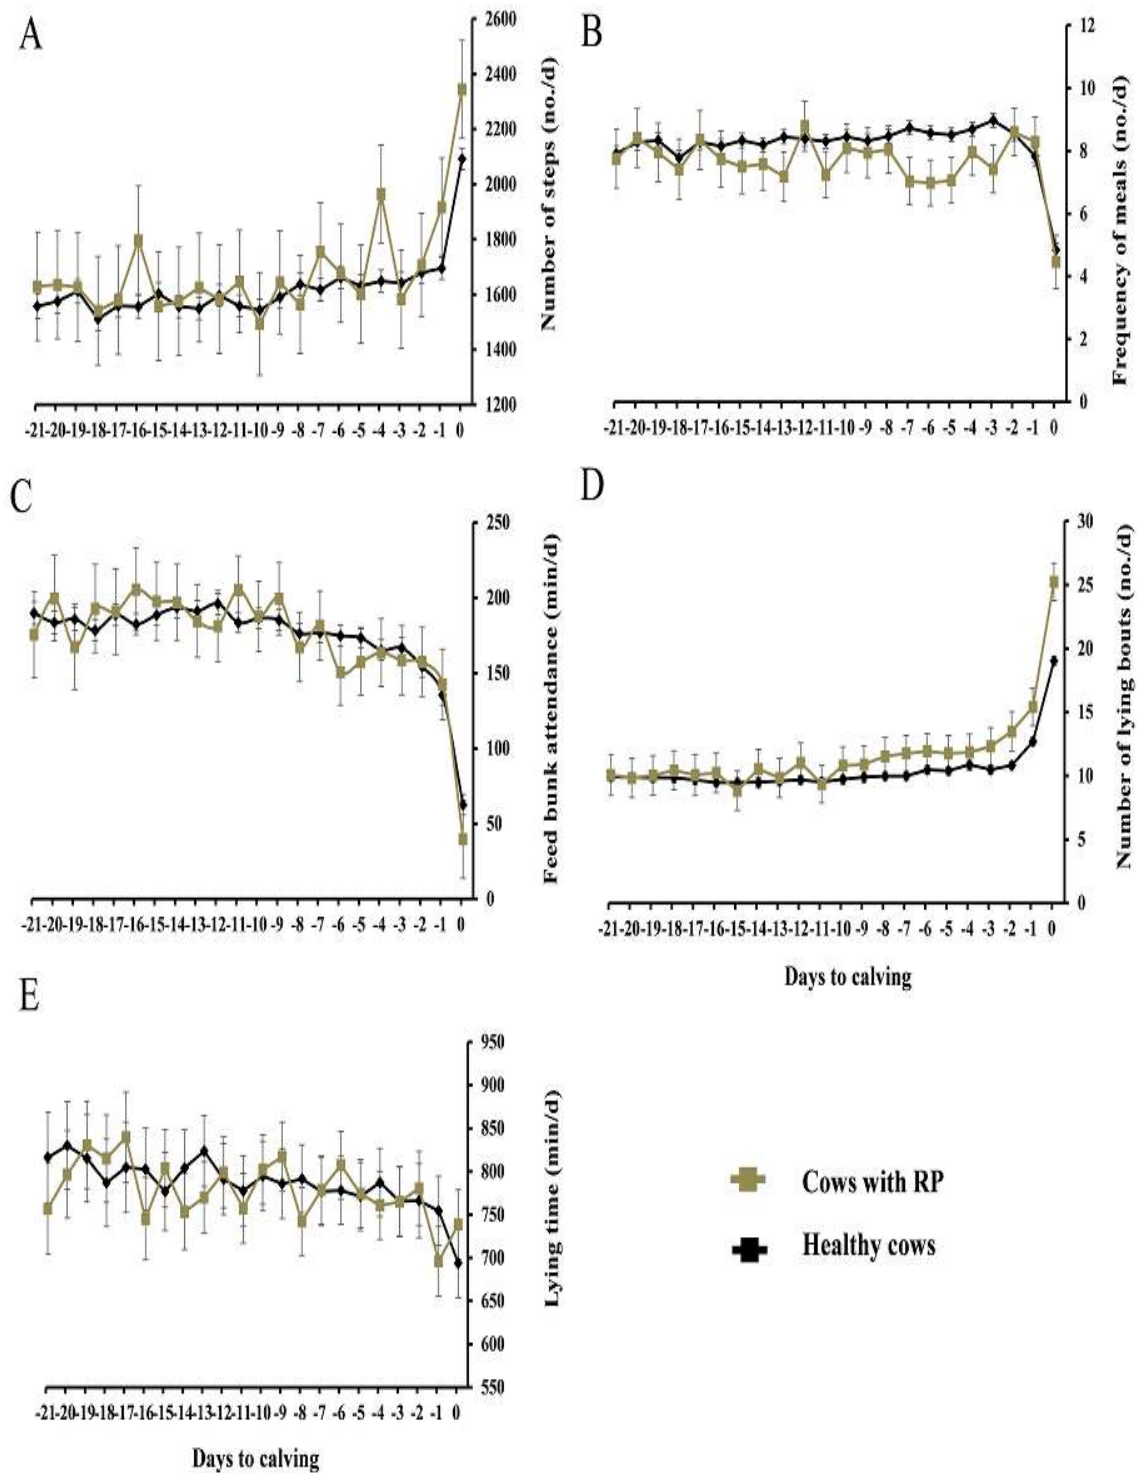 A
2600
2400
2200
2000
1800
1600
1400
1200
Number of steps (no./d)
-21-20-19-18-17-16-15-14-13-12-11-10 -9 -8 -7 -6 -5 -4 -3 -2 -1 0
B
12
10
8
6
4
2
0
Frequency of meals (no./d)
-21-20-19-18-17-16-15-14-13-12-11-10 -9 -8 -7 -6 -5 -4 -3 -2 -1 0
C
250
200
150
100
50
0
Feed bunk attendance (min/d)
-21-20-19-18-17-16-15-14-13-12-11-10 -9 -8 -7 -6 -5 -4 -3 -2 -1 0
D
30
25
20
15
10
5
0
Number of lying bouts (no./d)
-21-20-19-18-17-16-15-14-13-12-11-10 -9 -8 -7 -6 -5 -4 -3 -2 -1 0
Days to calving
E
950
900
850
800
750
700
650
600
550
Lying time (min/d)
-21-20-19-18-17-16-15-14-13-12-11-10 -9 -8 -7 -6 -5 -4 -3 -2 -1 0
Days to calving
Cows with RP
Healthy cows